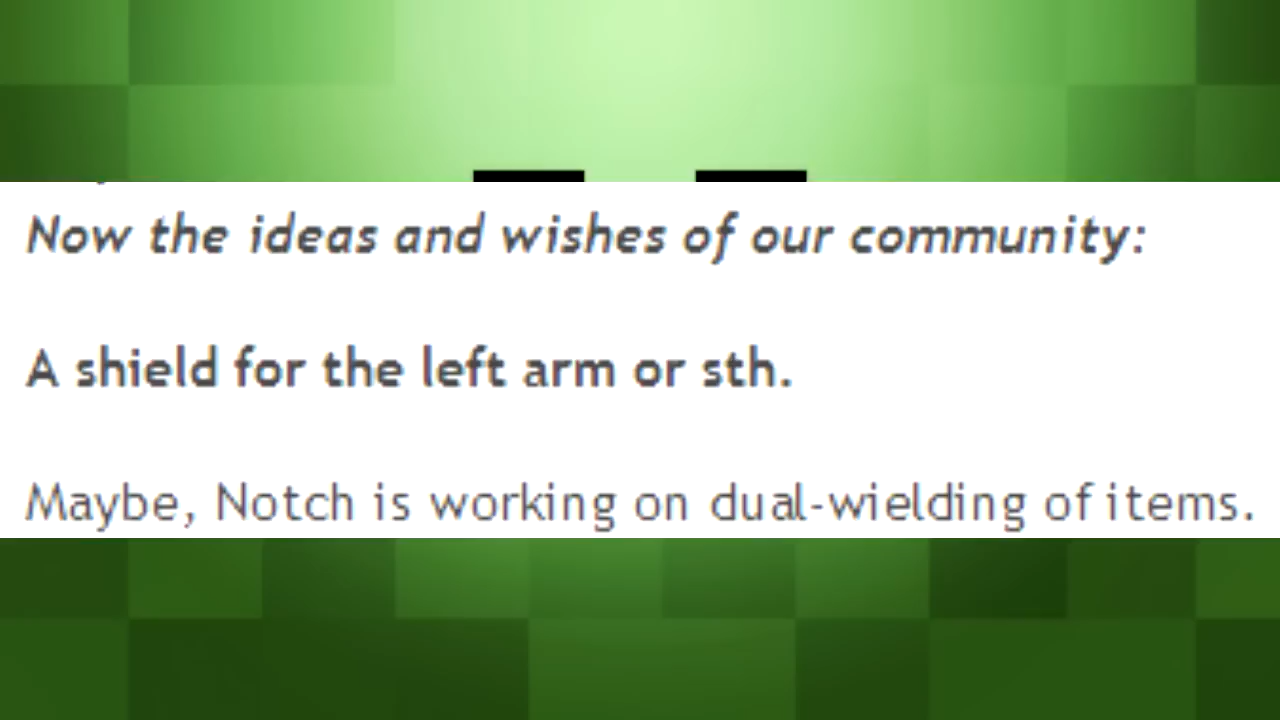 Now the ideas and wishes of our community:
A shield for the left arm or sth.
Maybe, Notch is working on dual-wielding of items.